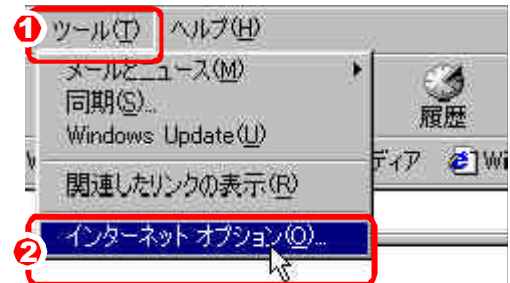 1 ツール(T) ヘルプ(H)
メールとニュース(M)
同期(S)...
履歴
Windows Update(U)
ディア Wi
関連したリンクの表示(R)
2 インターネット オプション(O)...